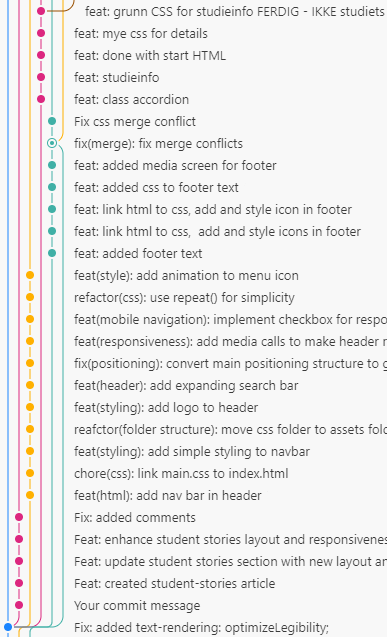 feat: grunn CSS for studieinfo FERDIG - IKKE studiets
feat: mye css for details
feat: done with start HTML
feat: studieinfo
feat: class accordion
Fix css merge conflict
fix(merge): fix merge conflicts
feat: added media screen for footer
feat: added css to footer text
feat: link html to css, add and style icon in footer
feat: link html to css,  add and style icons in footer
feat: added footer text
feat(style): add animation to menu icon
refactor(css): use repeat() for simplicity
feat(mobile navigation): implement checkbox for respo
feat(responsiveness): add media calls to make header r
fix(positioning): convert main positioning structure to g
feat(header): add expanding search bar
feat(styling): add logo to header
reafctor(folder structure): move css folder to assets fol
feat(styling): add simple styling to navbar
chore(css): link main.css to index.html
feat(html): add nav bar in header
Fix: added comments
Feat: enhance student stories layout and responsivenes
Feat: update student stories section with new layout an
Feat: created student-stories article
Your commit message
Fix: added text-rendering: optimizeLegibility;